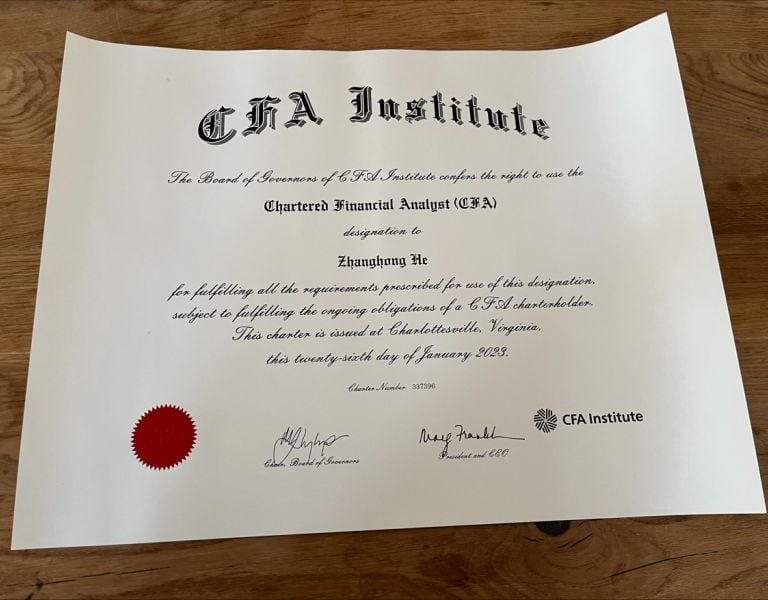 CFA Institute
The Board of Governors of CFA Institute confers the right to use the
Chartered Financial Analyst (CFA)
designation to
Zhanghong He
for fulfilling all the requirements prescribed for use of this designation,
subject to fulfilling the ongoing obligations of a CFA charterholder.
This charter is issued at Charlottesville, Virginia,
this twenty-sixth day of January 2023.
Charter Number 337396
CFA Institute
Chair, Board of Governors
President and CEO